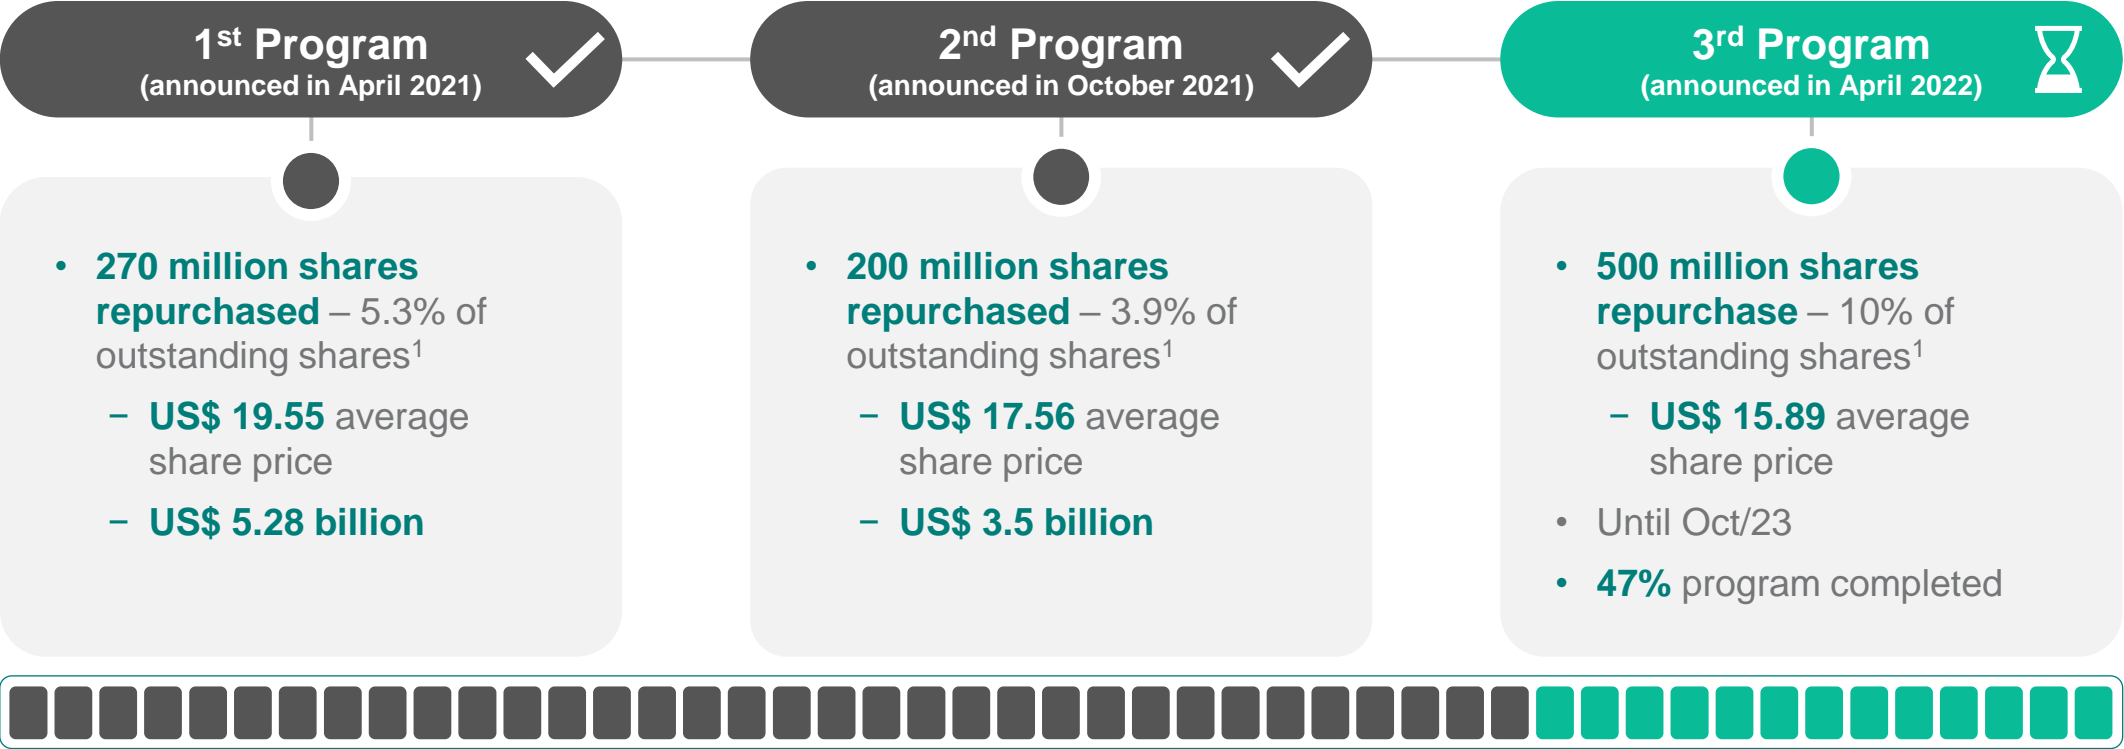 1st Program
(announced in April 2021)
2nd Program
(announced in October 2021)
3rd Program
(announced in April 2022)
• 270 million shares
repurchased – 5.3% of
outstanding shares1
– US$ 19.55 average
share price
– US$ 5.28 billion
• 200 million shares
repurchased – 3.9% of
outstanding shares1
– US$ 17.56 average
share price
– US$ 3.5 billion
• 500 million shares
repurchase – 10% of
outstanding shares1
– US$ 15.89 average
share price
• Until Oct/23
• 47% program completed